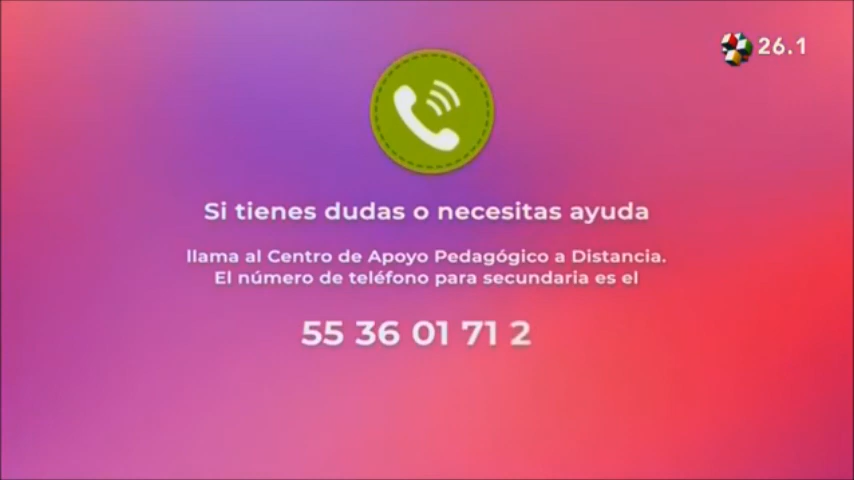 26.1
Si tienes dudas o necesitas ayuda
llama al Centro de Apoyo Pedagógico a Distancia.
El número de teléfono para secundaria es el
55 36 01 71 2